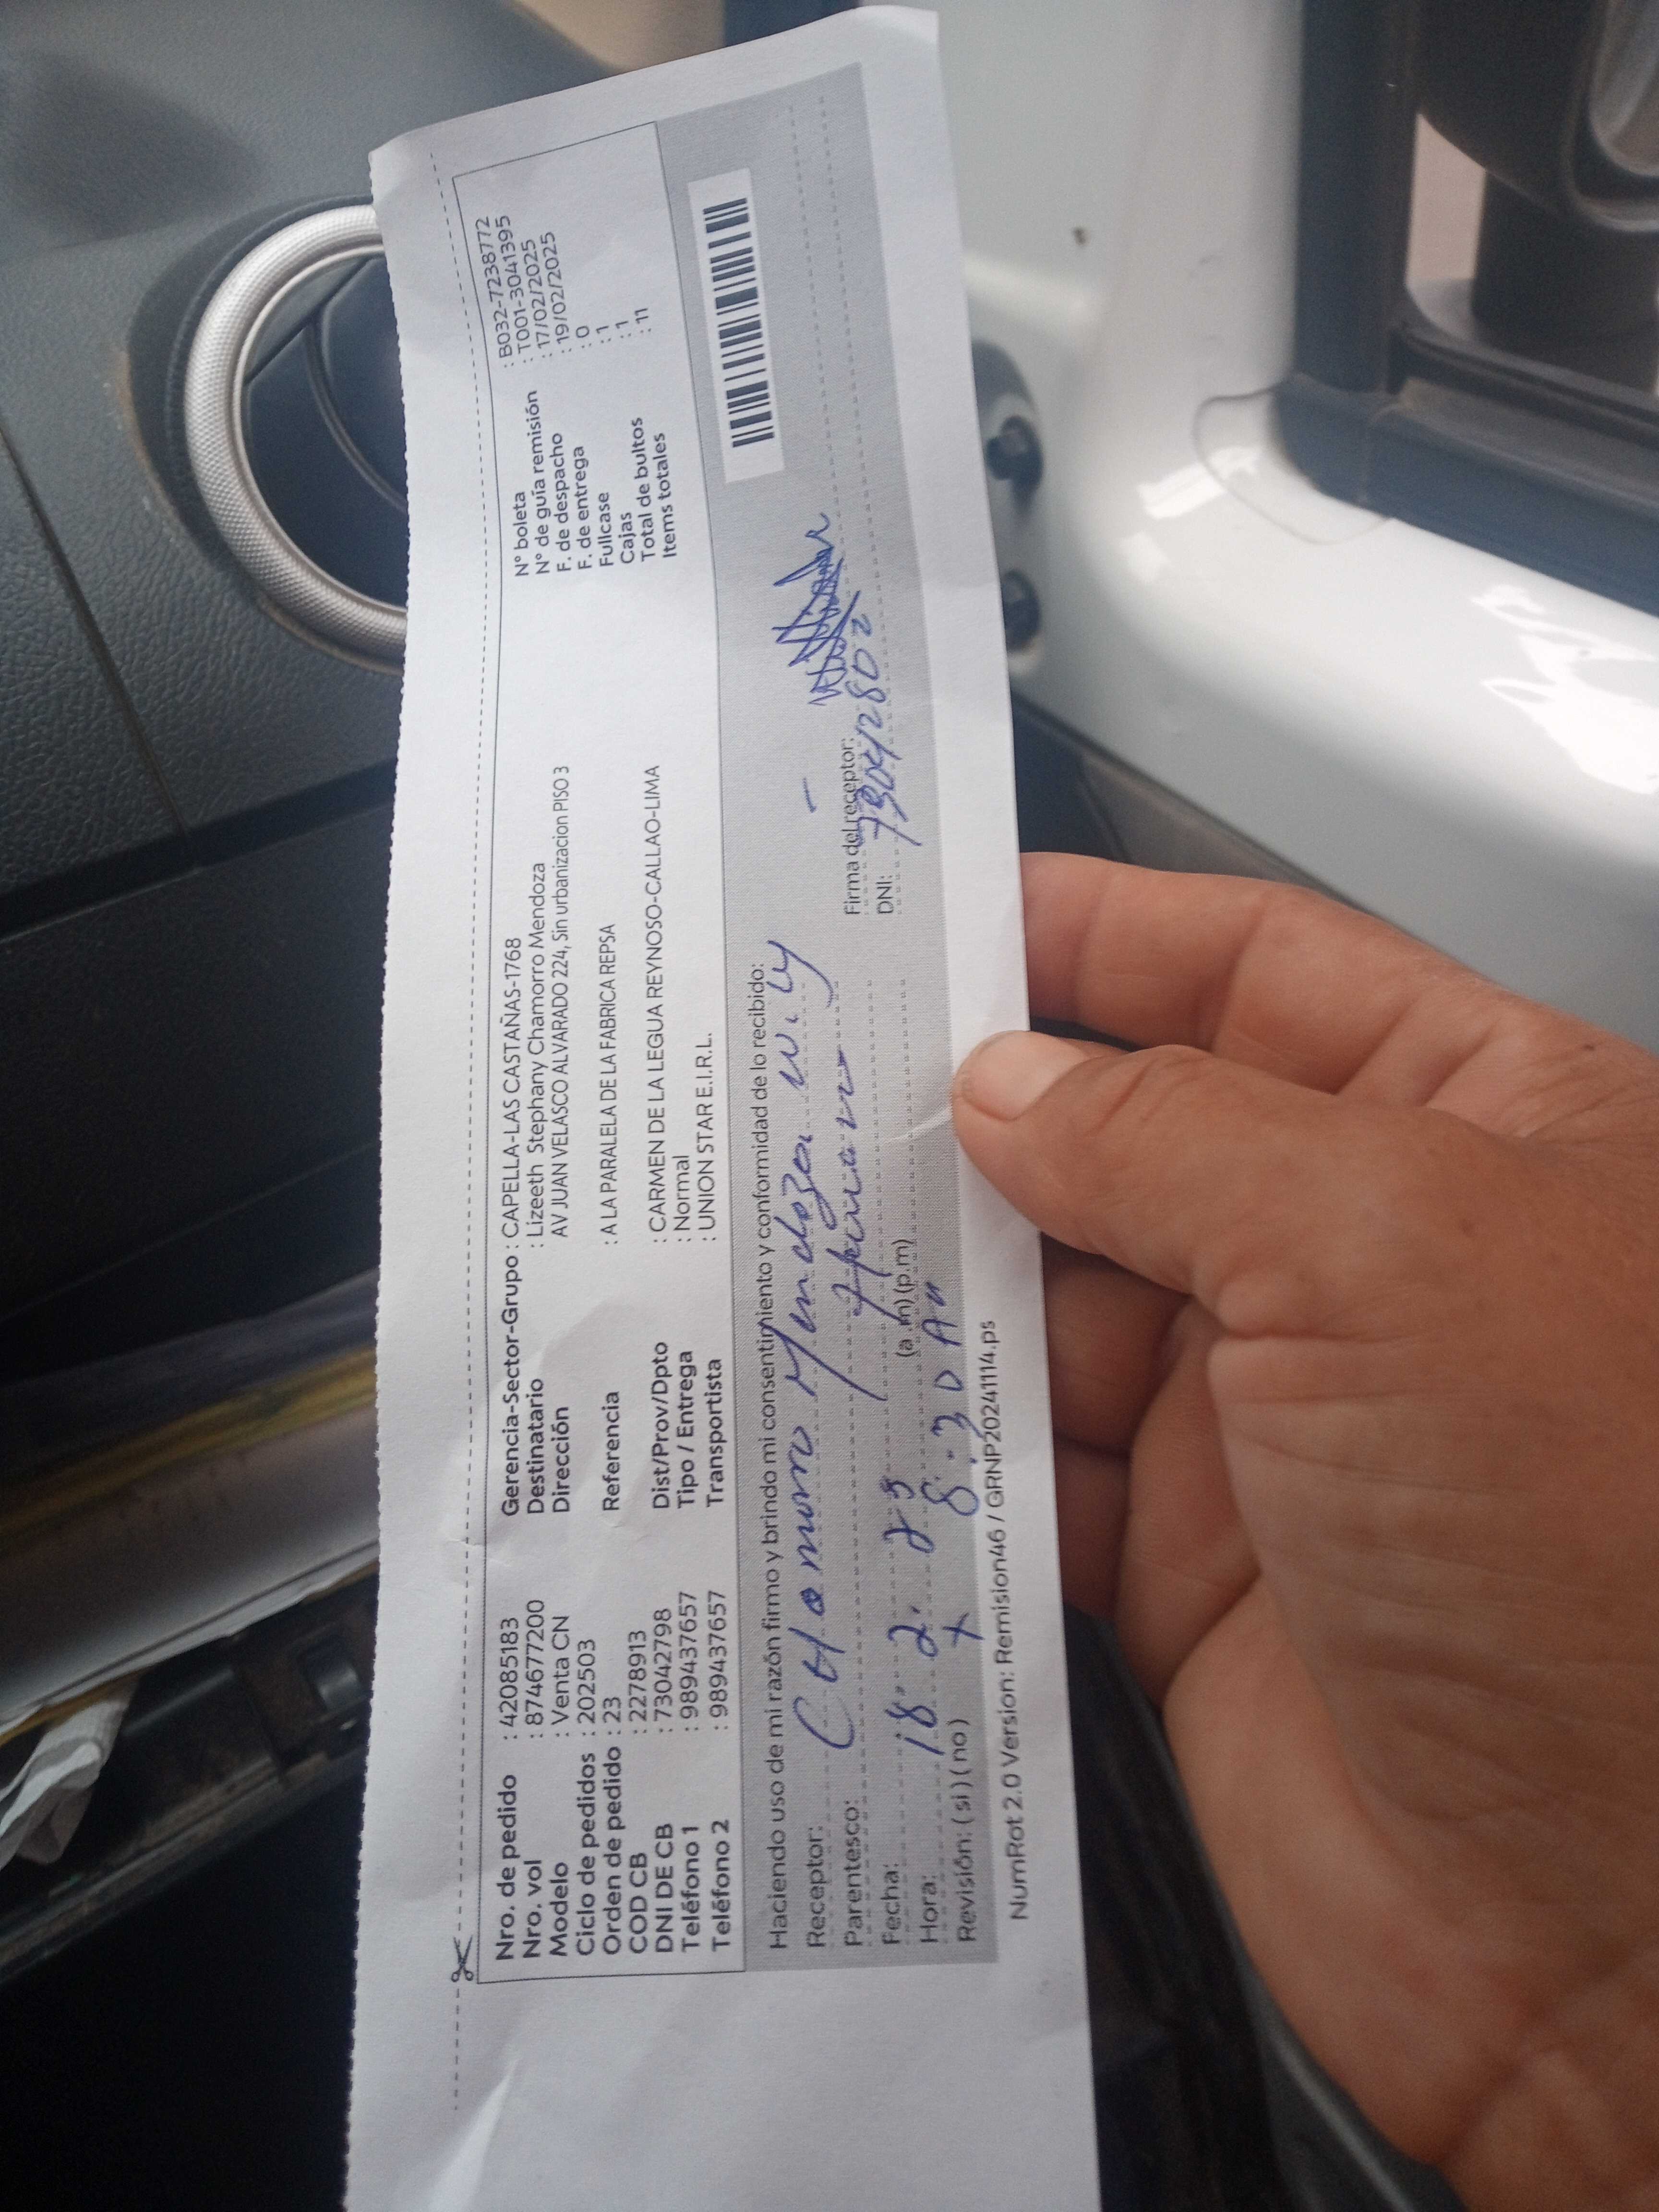 Nro. de pedido : 42085183
Nro. vol : 874677200
Modelo : Venta CN
Ciclo de pedidos : 202503
Orden de pedido : 23
COD CB : 2278913
DNI DE CB : 73042798
Teléfono 1 : 989437657
Teléfono 2 : 989437657
Gerencia-Sector-Grupo : CAPELLA-LAS CASTAÑAS-1768
Destinatario : Lizeeth Stephany Chamorro Mendoza
Dirección AV JUAN VELASCO ALVARADO 224, Sin urbanizacion PISO 3
Referencia : A LA PARALELA DE LA FABRICA REPSA
Dist/Prov/Dpto : CARMEN DE LA LEGUA REYNOSO-CALLAO-LIMA
Tipo / Entrega : Normal
Transportista : UNION STAR E.I.R.L.
N° boleta : B032-7238772
N° de guía remisión : T001-3041395
F. de despacho : 17/02/2025
F. de entrega : 19/02/2025
Fullcase : 0
Cajas : 1
Total de bultos : 1
Items totales : 11
Haciendo uso de mi razón firmo y brindo mi consentimiento y conformidad de lo recibido:
Receptor: Chamorro Mendoza
Parentesco:
Fecha: 18. 2. 25
Hora: 8:30 AM (a.m) (p.m)
Revisión: (si) (no) X
Firma del receptor:
DNI: 73042802
NumRot 2.0 Version: Remision46 / GRNP20241114.ps